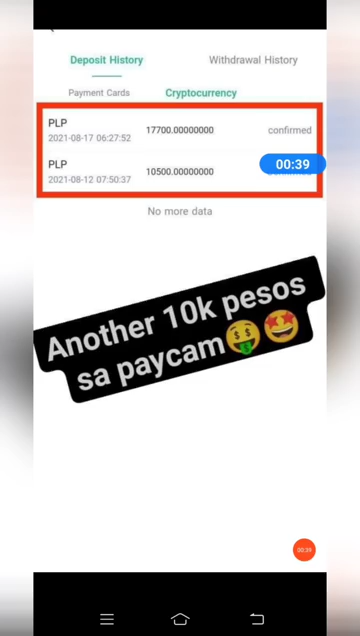 Deposit History
Withdrawal History
Payment Cards
Cryptocurrency
PLP
17700.00000000
confirmed
2021-08-17 06:27:52
PLP
00:39
10500.00000000
2021-08-12 07:50:37
No more data
Another 10k pesos
sa paycam🤑🤩
00:39